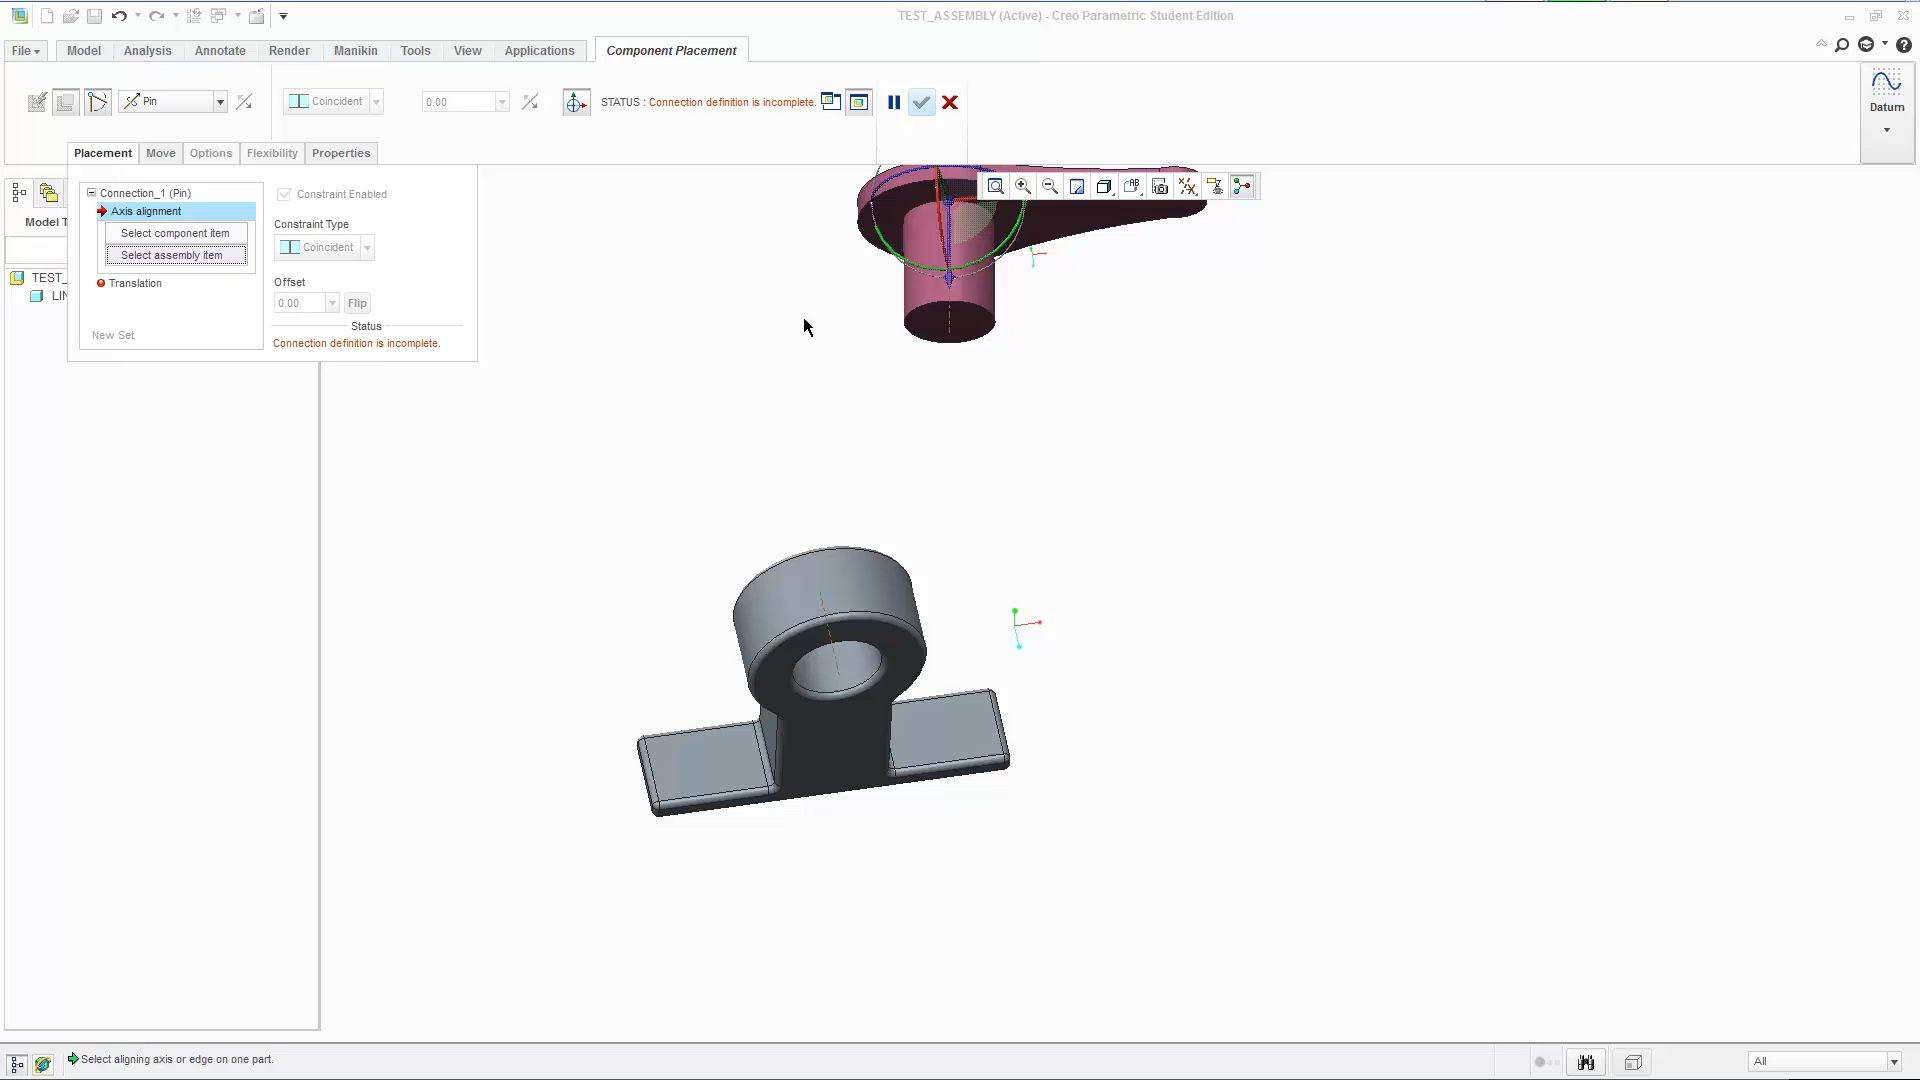 TEST_ASSEMBLY (Active) - Creo Parametric Student Edition
File Model Analysis Annotate Render Manikin Tools View Applications Component Placement
Pin Coincident 0.00 STATUS : Connection definition is incomplete.
Datum
Placement Move Options Flexibility Properties
Connection_1 (Pin)
Axis alignment
Select component item
Select assembly item
Translation
New Set
Constraint Enabled
Constraint Type
Coincident
Offset
0.00 Flip
Status
Connection definition is incomplete.
Model T
TEST_
LIN
Select aligning axis or edge on one part.
All